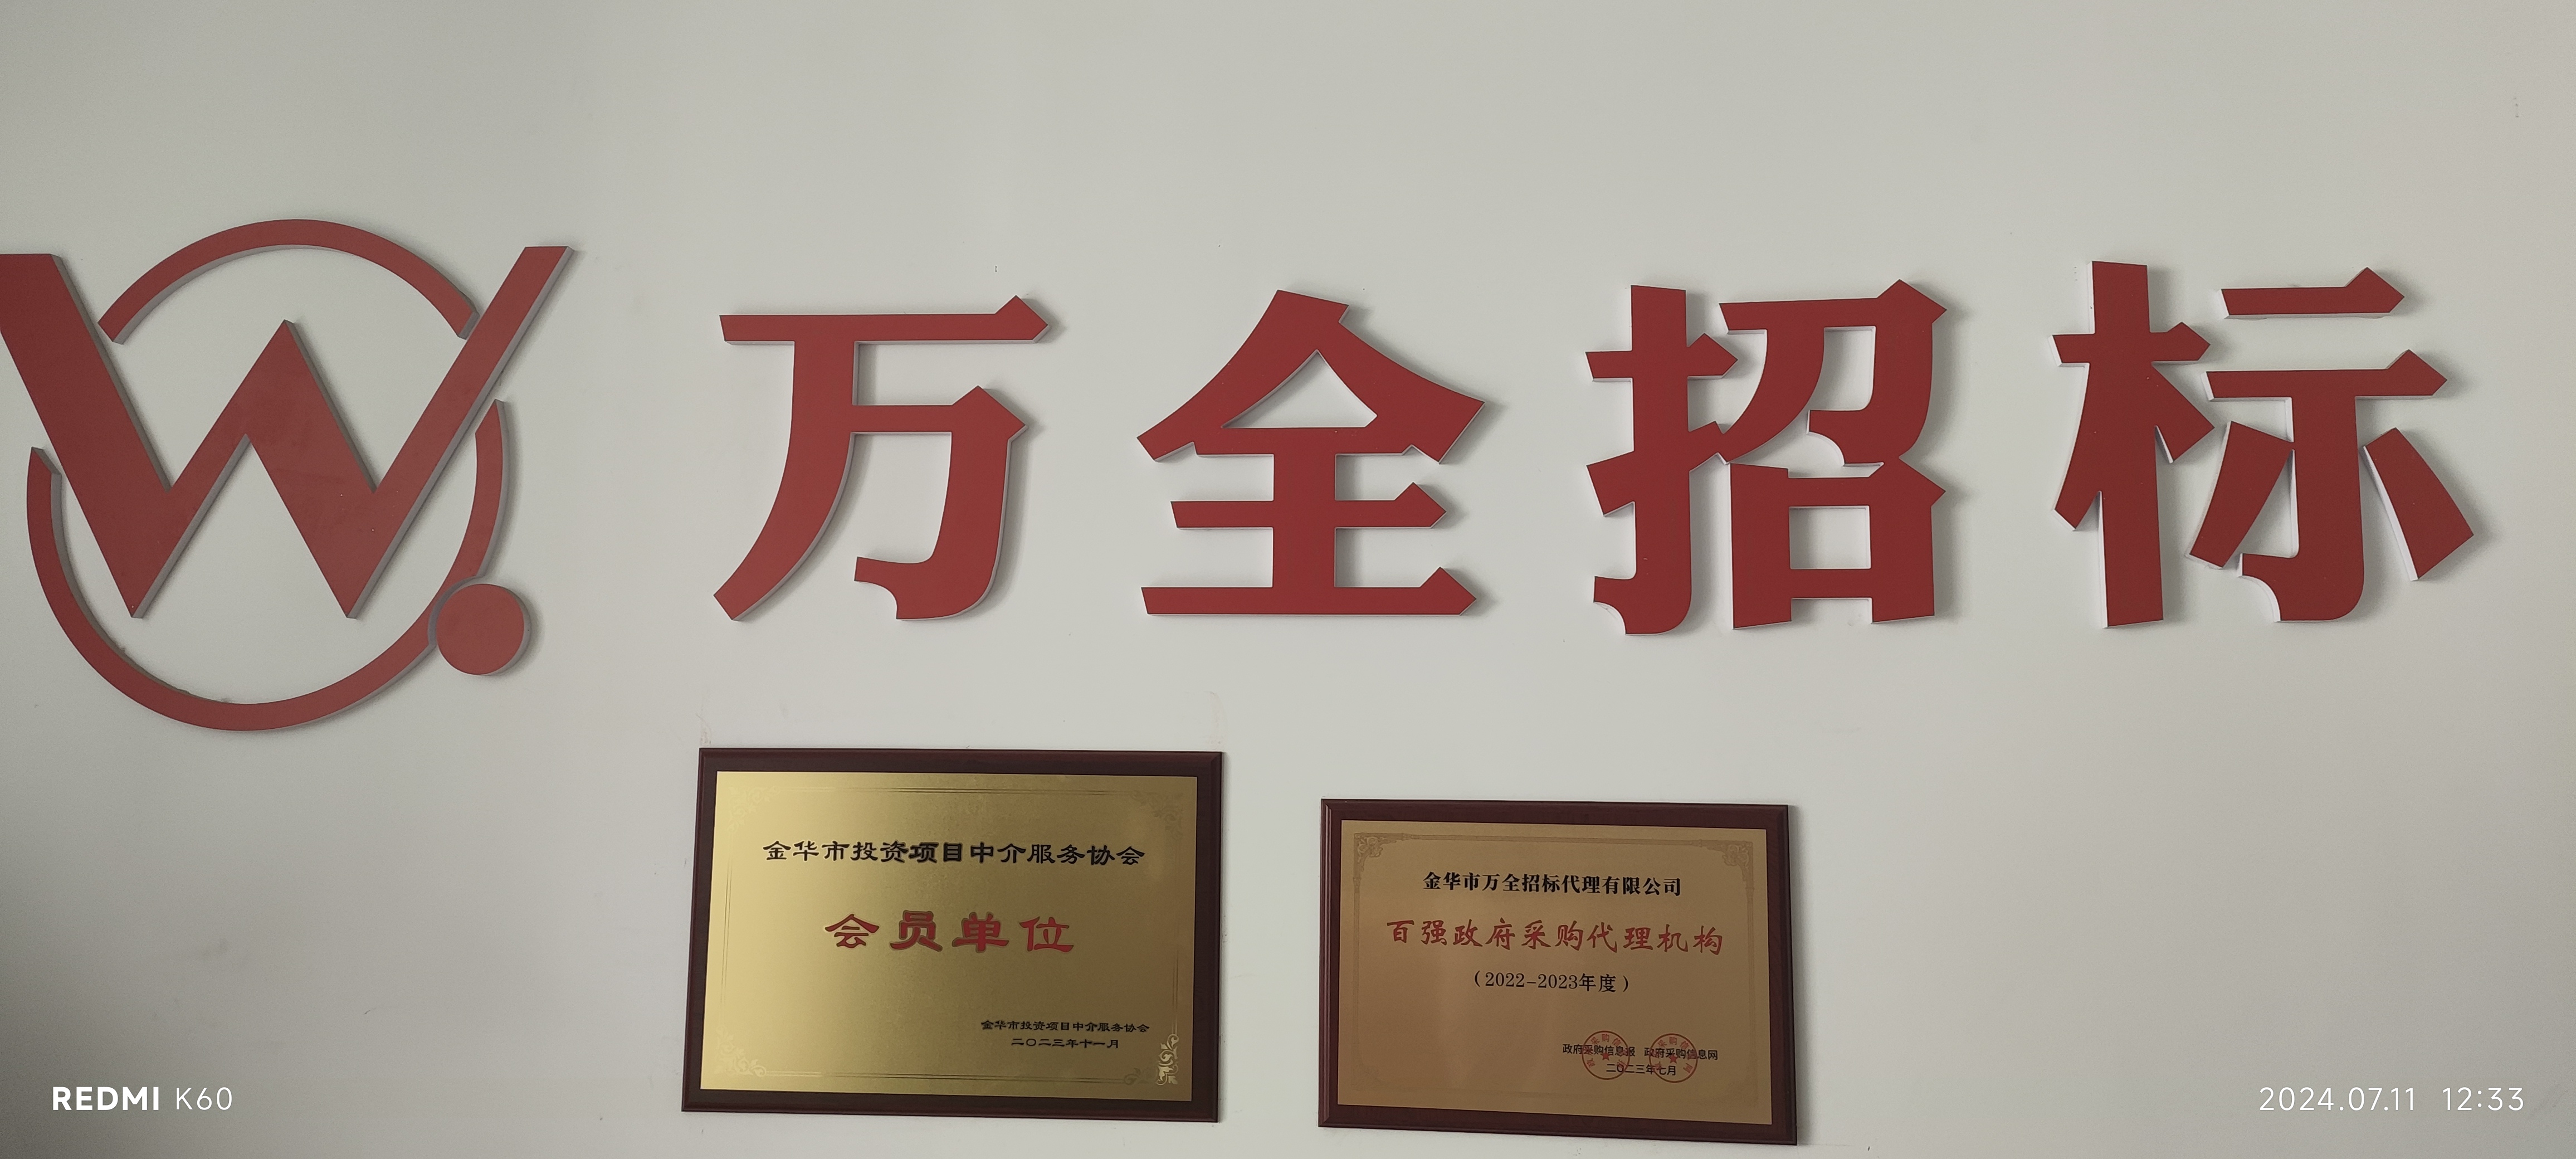 W
万全招标
金华市投资项目中介服务协会
会员单位
金华市投资项目中介服务协会
二〇二三年十一月
金华市万全招标代理有限公司
百强政府采购代理机构
（2022-2023年度）
政府采购信息报 政府采购信息网
二〇二三年七月
REDMI K60
2024.07.11 12:33